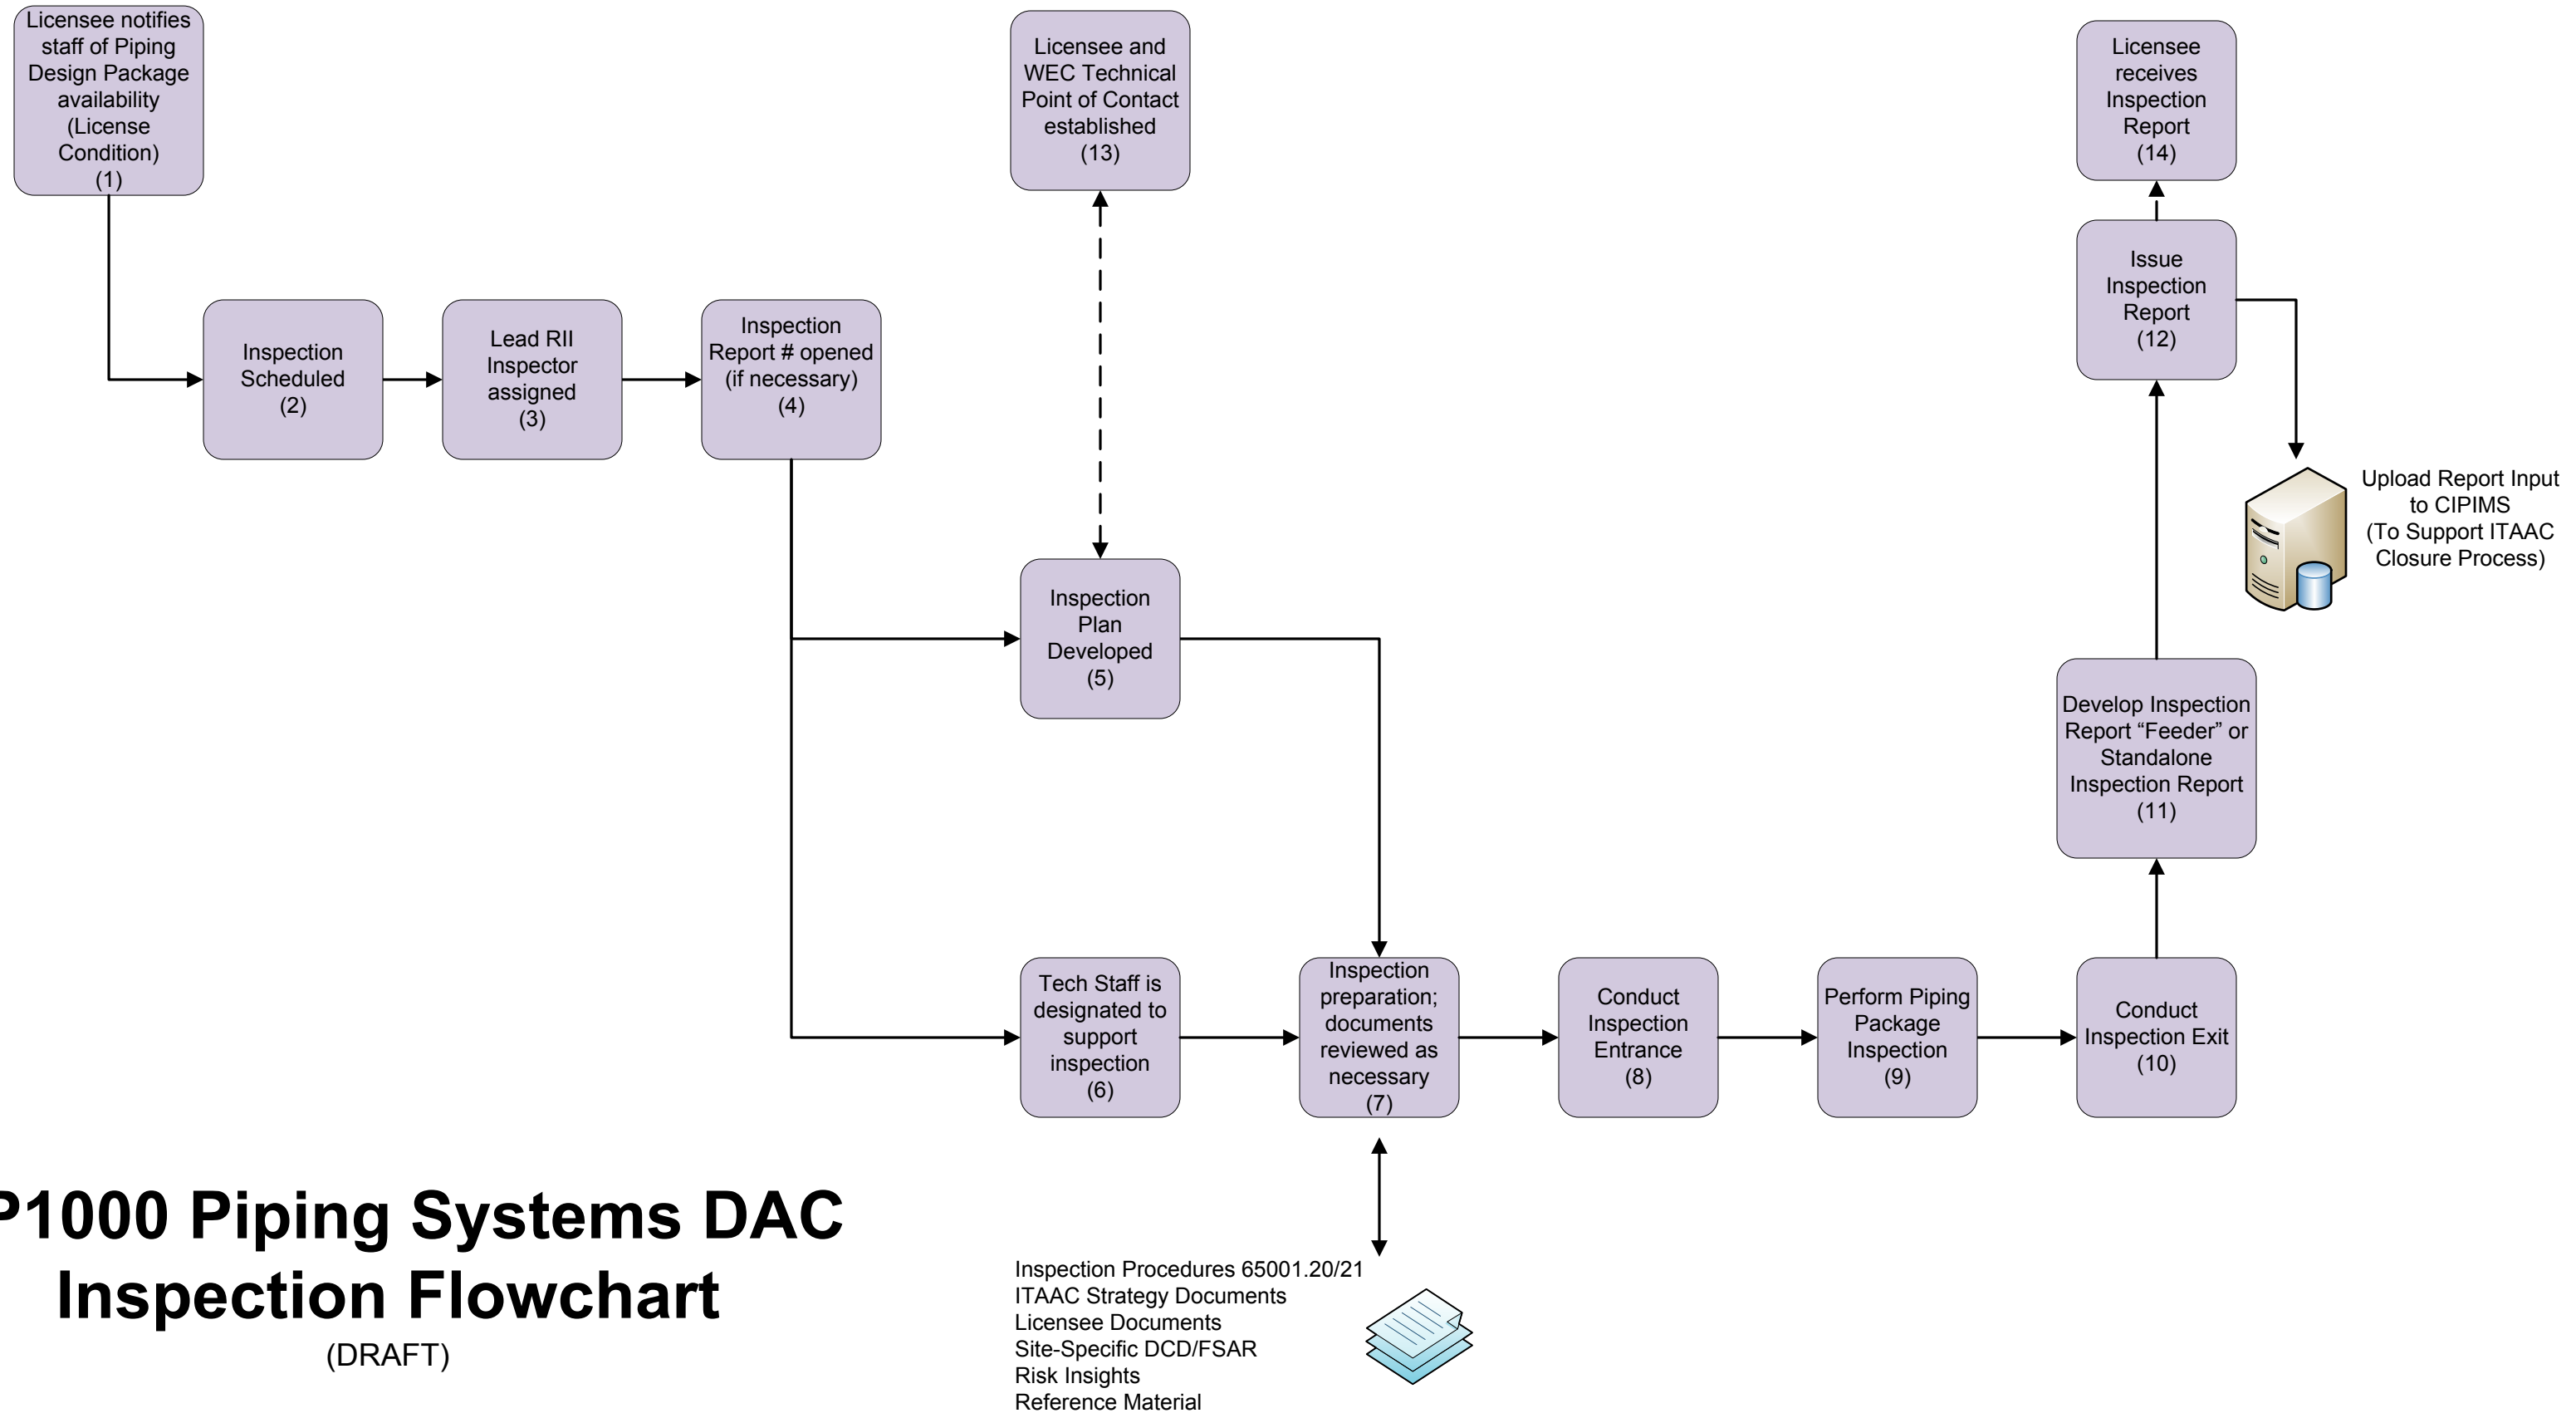 Licensee notifies
staff of Piping
Design Package
availability
(License
Condition)
(1)
Licensee and
WEC Technical
Point of Contact
established
(13)
Licensee
receives
Inspection
Report
(14)
Inspection
Scheduled
(2)
Lead RII
Inspector
assigned
(3)
Inspection
Report # opened
(if necessary)
(4)
Issue
Inspection
Report
(12)
Upload Report Input
to CIPIMS
(To Support ITAAC
Closure Process)
Inspection
Plan
Developed
(5)
Develop Inspection
Report “Feeder” or
Standalone
Inspection Report
(11)
Tech Staff is
designated to
support
inspection
(6)
Inspection
preparation;
documents
reviewed as
necessary
(7)
Conduct
Inspection
Entrance
(8)
Perform Piping
Package
Inspection
(9)
Conduct
Inspection Exit
(10)
P1000 Piping Systems DAC
Inspection Flowchart
(DRAFT)
Inspection Procedures 65001.20/21
ITAAC Strategy Documents
Licensee Documents
Site-Specific DCD/FSAR
Risk Insights
Reference Material